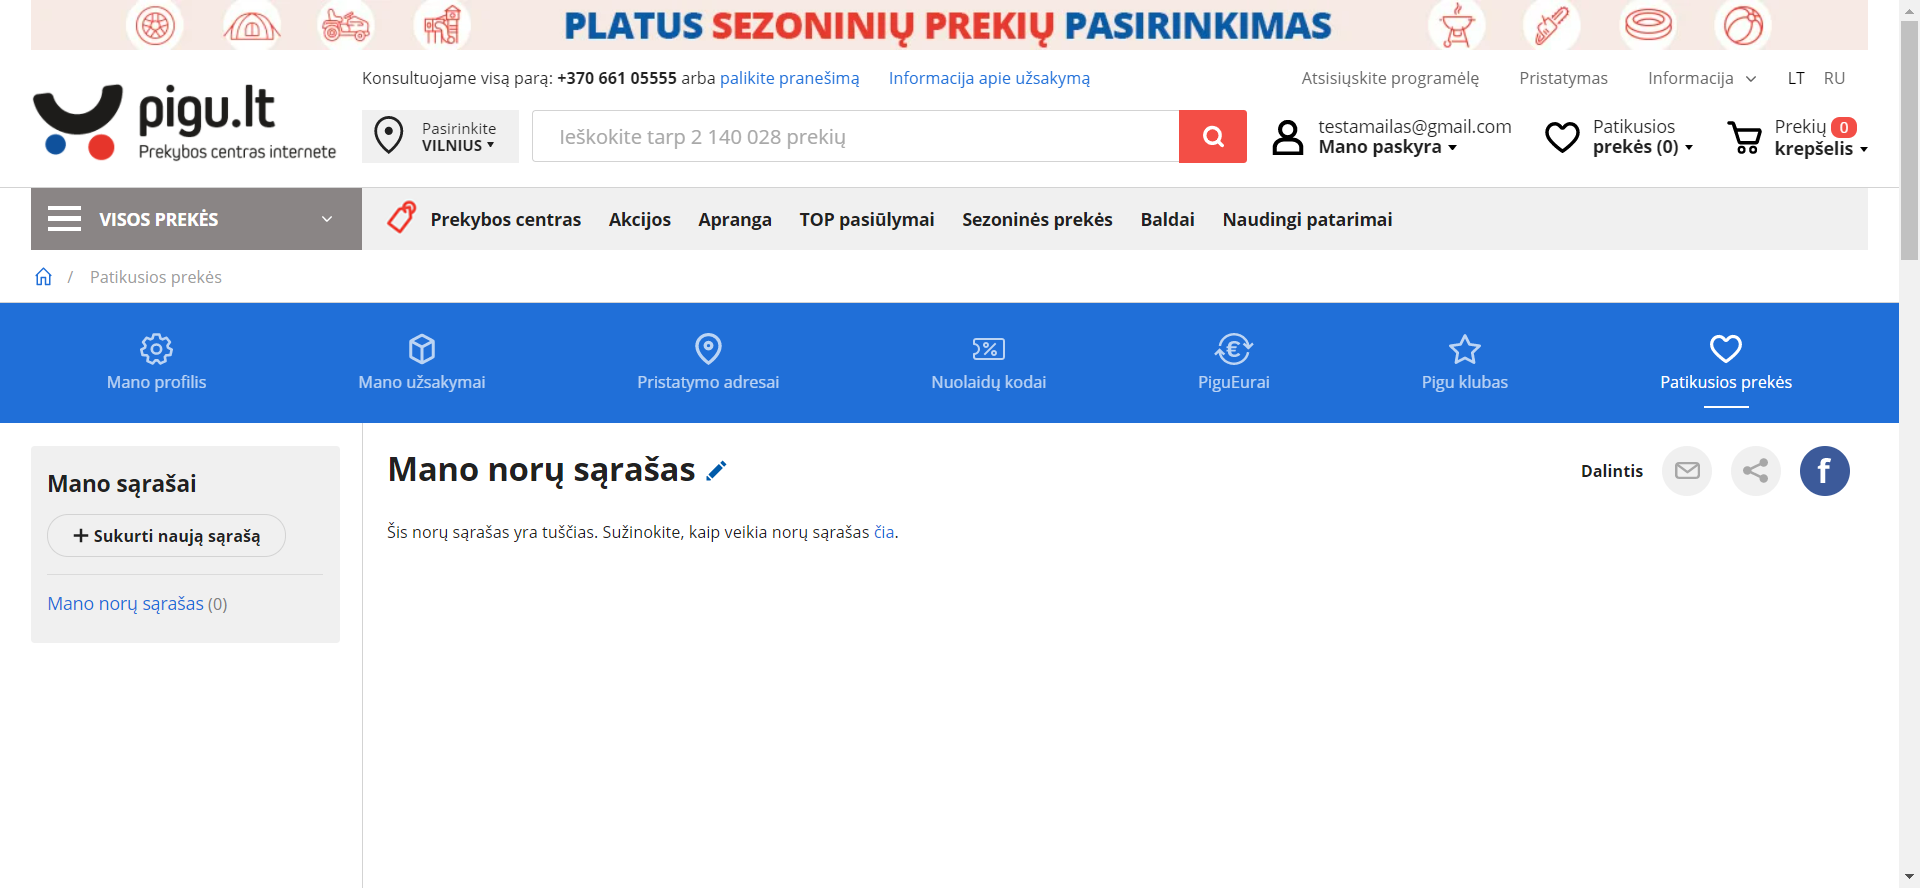 PLATUS SEZONINIŲ PREKIŲ PASIRINKIMAS
Konsultuojame visą parą: +370 661 05555 arba palikite pranešimą
Informacija apie užsakymą
Atsisiųskite programėlę
Pristatymas
Informacija
LT
RU
pigu.lt
Prekybos centras internete
Pasirinkite
VILNIUS
Ieškokite tarp 2 140 028 prekių
testamailas@gmail.com
Mano paskyra
Patikusios
prekės (0)
Prekių 0
krepšelis
VISOS PREKĖS
Prekybos centras
Akcijos
Apranga
TOP pasiūlymai
Sezoninės prekės
Baldai
Naudingi patarimai
/ Patikusios prekės
Mano profilis
Mano užsakymai
Pristatymo adresai
Nuolaidų kodai
PiguEurai
Pigu klubas
Patikusios prekės
Mano sąrašai
+ Sukurti naują sąrašą
Mano norų sąrašas (0)
Mano norų sąrašas
Dalintis
f
Šis norų sąrašas yra tuščias. Sužinokite, kaip veikia norų sąrašas čia.